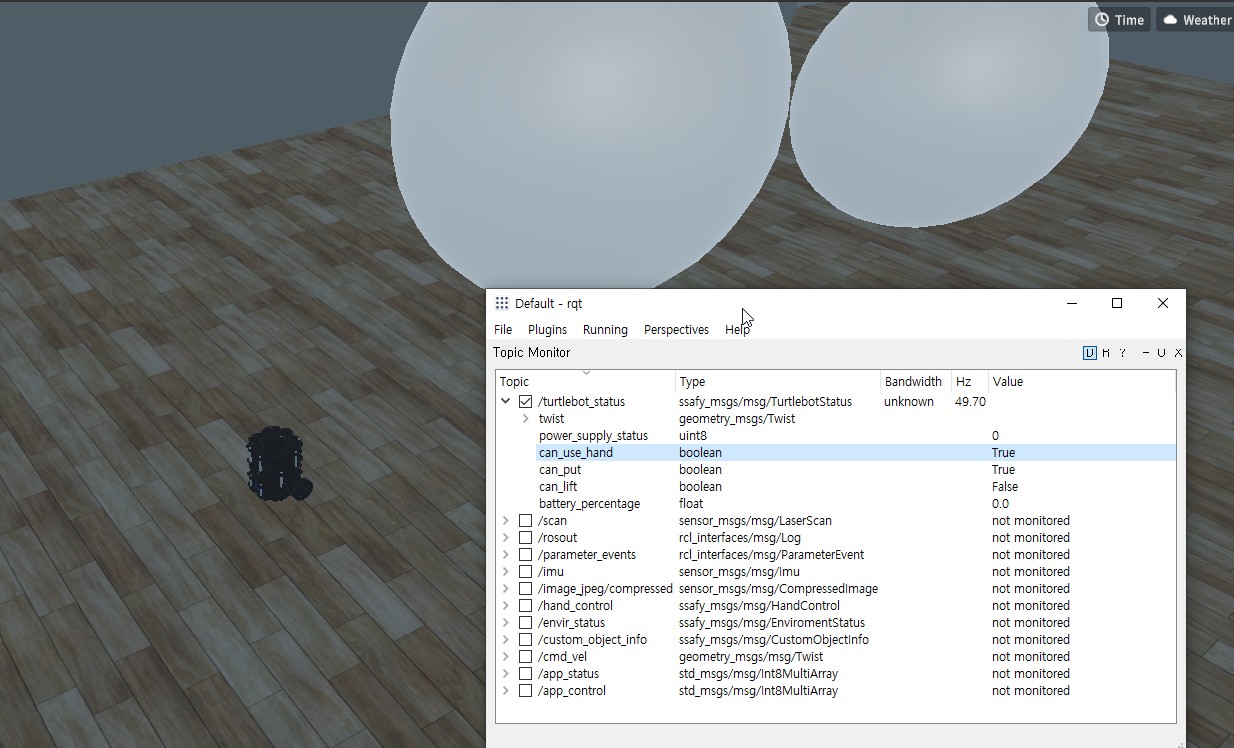 Time Weather
Default - rqt
File Plugins Running Perspectives Help
Topic Monitor D R ? - U X
Topic Type Bandwidth Hz Value
/turtlebot_status ssafy_msgs/msg/TurtlebotStatus unknown 49.70
twist geometry_msgs/Twist
power_supply_status uint8 0
can_use_hand boolean True
can_put boolean True
can_lift boolean False
battery_percentage float 0.0
/scan sensor_msgs/msg/LaserScan not monitored
/rosout rcl_interfaces/msg/Log not monitored
/parameter_events rcl_interfaces/msg/ParameterEvent not monitored
/imu sensor_msgs/msg/Imu not monitored
/image_jpeg/compressed sensor_msgs/msg/CompressedImage not monitored
/hand_control ssafy_msgs/msg/HandControl not monitored
/envir_status ssafy_msgs/msg/EnviromentStatus not monitored
/custom_object_info ssafy_msgs/msg/CustomObjectInfo not monitored
/cmd_vel geometry_msgs/msg/Twist not monitored
/app_status std_msgs/msg/Int8MultiArray not monitored
/app_control std_msgs/msg/Int8MultiArray not monitored